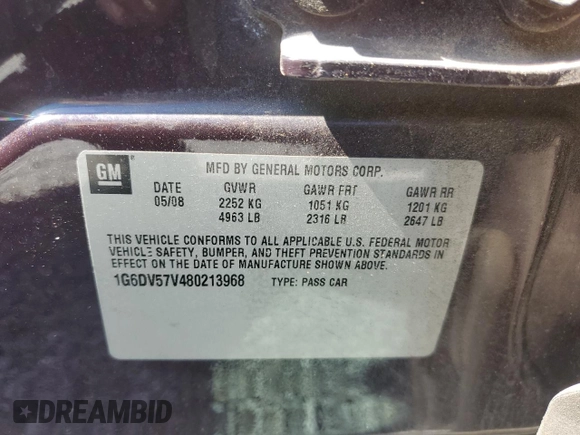 GM
MFD BY GENERAL MOTORS CORP.
DATE GVWR GAWR FRT GAWR RR
05/08 2252 KG 1051 KG 1201 KG
4963 LB 2316 LB 2647 LB
THIS VEHICLE CONFORMS TO ALL APPLICABLE U.S. FEDERAL MOTOR
VEHICLE SAFETY, BUMPER, AND THEFT PREVENTION STANDARDS
IN EFFECT ON THE DATE OF MANUFACTURE SHOWN ABOVE.
1G6DV57V480213968 TYPE: PASS CAR
DREAMBID